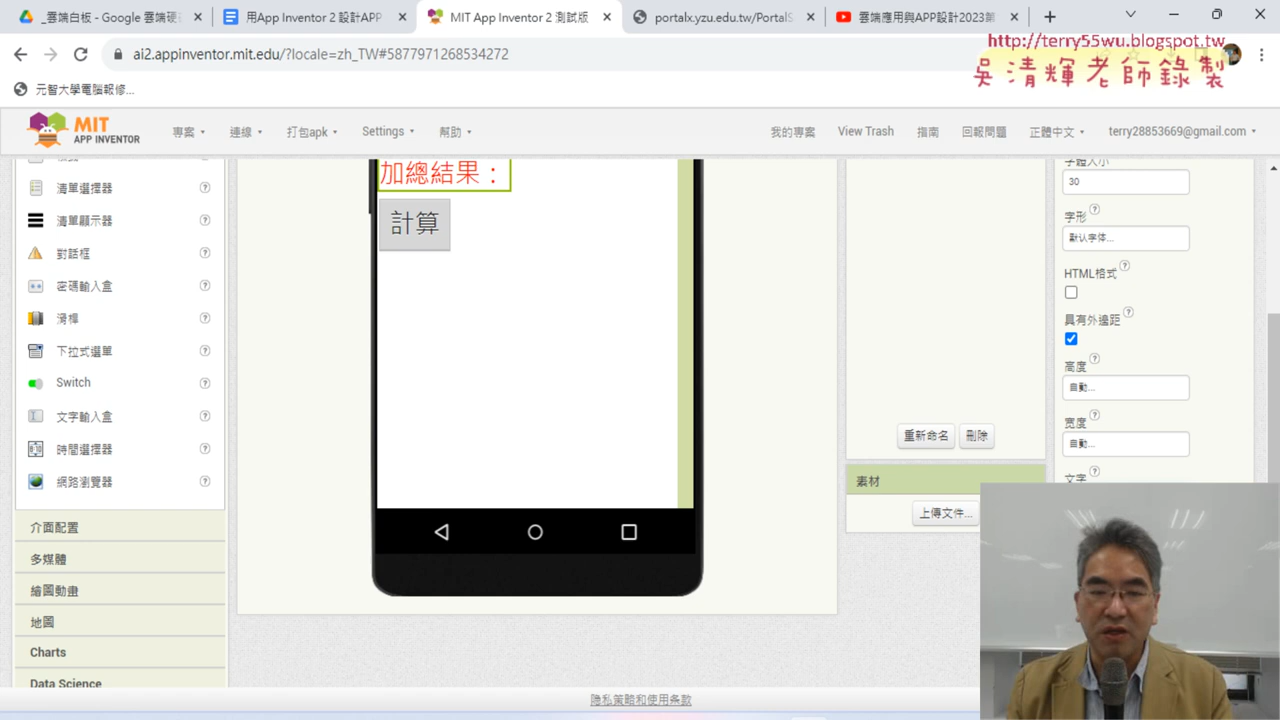 _雲端白板 - Google 雲端硬
用App Inventor 2 設計APP
MIT App Inventor 2 測試版
portalx.yzu.edu.tw/PortalS
雲端應用與APP設計2023第
ai2.appinventor.mit.edu/?locale=zh_TW#5877971268534272
http://terry55wu.blogspot.tw
吳清輝老師錄製
元智大學電腦報修...
MIT
APP INVENTOR
專案
連線
打包apk
Settings
幫助
我的專案
View Trash
指南
回報問題
正體中文
terry28853669@gmail.com
清單選擇器
清單顯示器
對話框
密碼輸入盒
滑桿
下拉式選單
Switch
文字輸入盒
時間選擇器
網路瀏覽器
介面配置
多媒體
繪圖動畫
地圖
Charts
Data Science
加總結果：
計算
重新命名
刪除
素材
上傳文件...
字體大小
30
字形
默认字体...
HTML格式
具有外邊距
高度
自動...
宽度
自動...
文字
隐私策略和使用条款